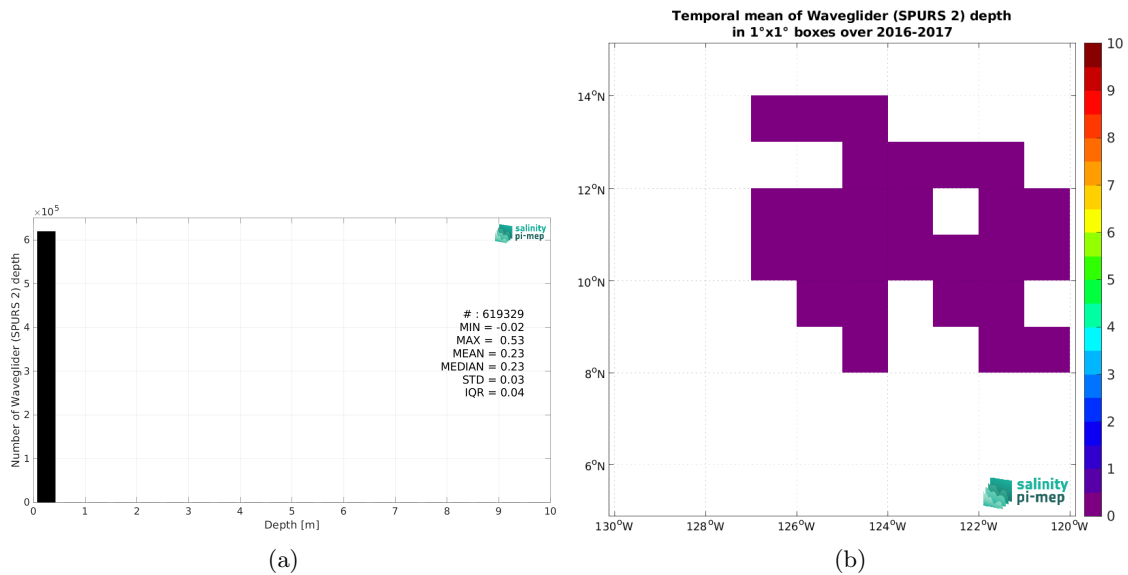 ×10⁵
6
5
4
3
2
1
0
Number of Waveglider (SPURS 2) depth
salinity
pi-mep
# : 619329
MIN = -0.02
MAX = 0.53
MEAN = 0.23
MEDIAN = 0.23
STD = 0.03
IQR = 0.04
0 1 2 3 4 5 6 7 8 9 10
Depth [m]
(a)
Temporal mean of Waveglider (SPURS 2) depth
in 1°x1° boxes over 2016-2017
14°N
12°N
10°N
8°N
6°N
130°W 128°W 126°W 124°W 122°W 120°W
salinity
pi-mep
10
9
8
7
6
5
4
3
2
1
0
(b)